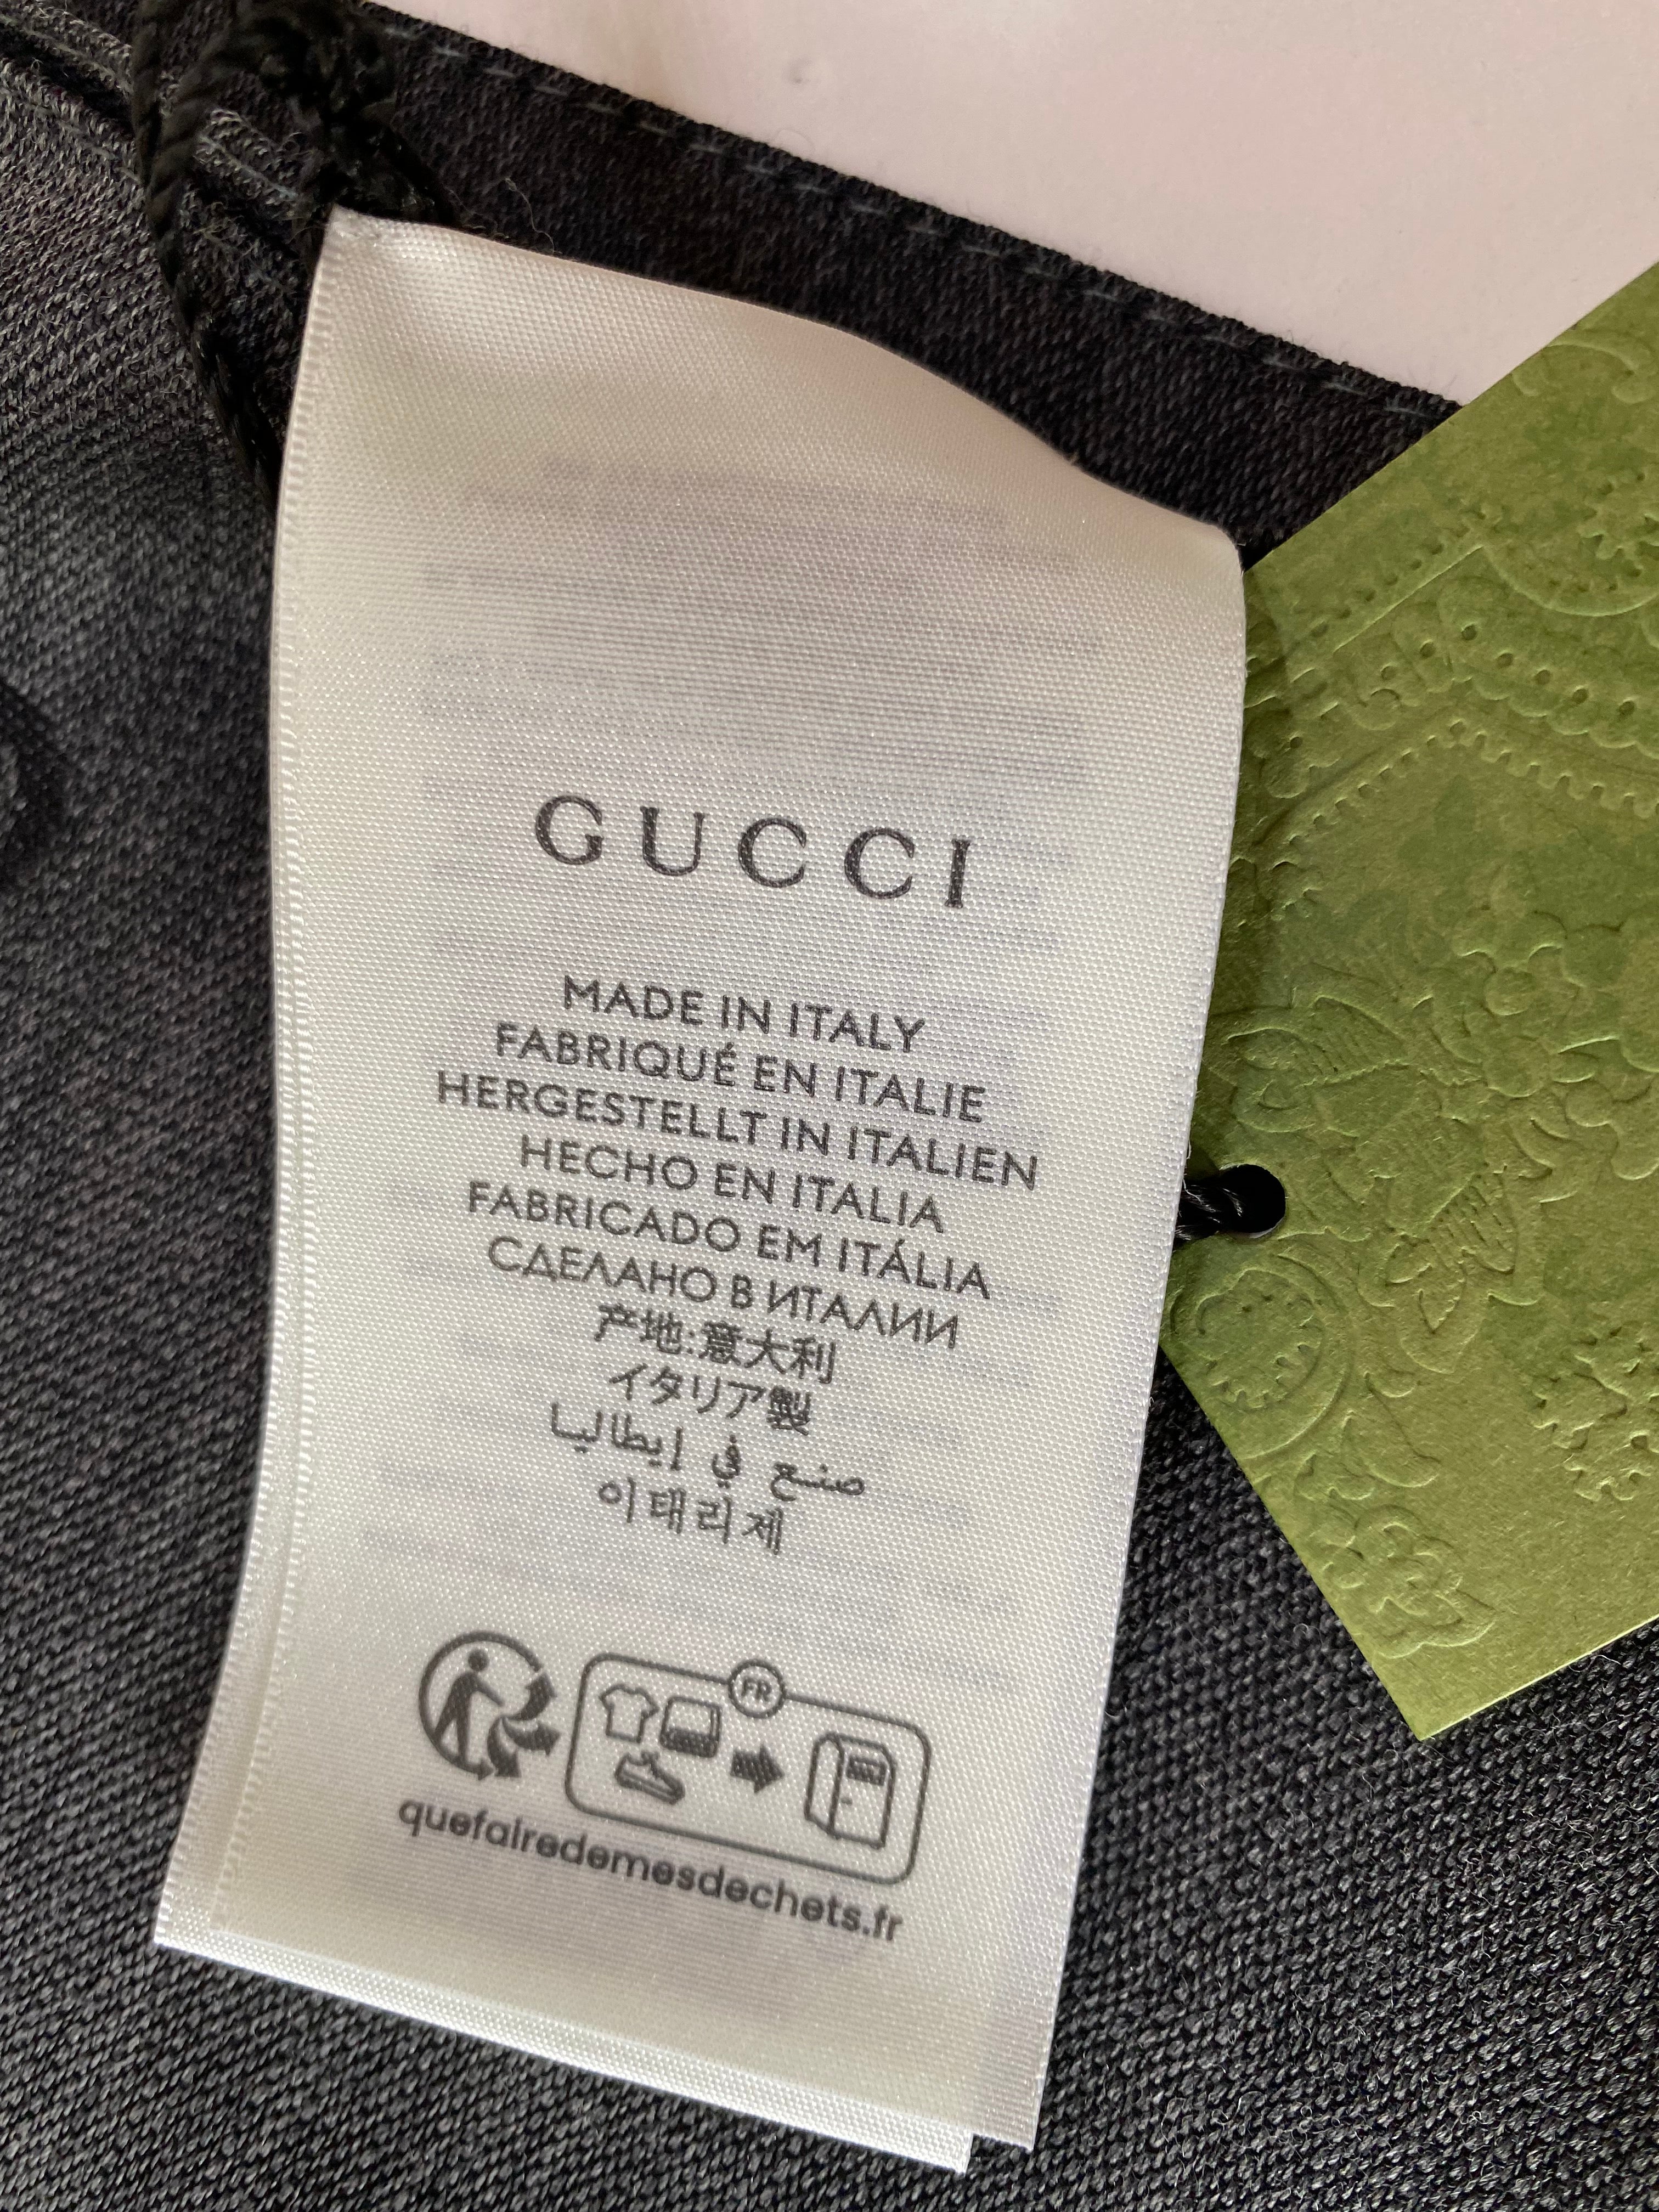 GUCCI
MADE IN ITALY
FABRIQUÉ EN ITALIE
HERGESTELLT IN ITALIEN
HECHO EN ITALIA
FABRICADO EM ITÁLIA
СДЕЛАНО В ИТАЛИИ
产地:意大利
イタリア製
صنع في إيطاليا
이태리제
FR
quefairedemesdechets.fr